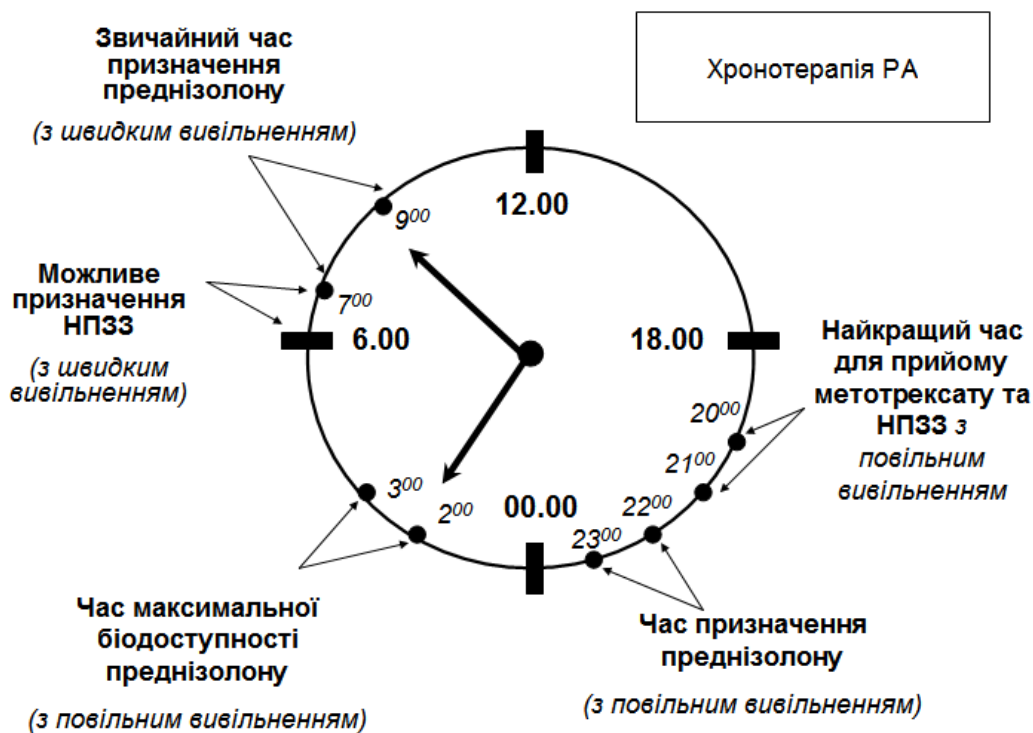 Звичайний час
призначення
преднізолону
(з швидким вивільненням)
Хронотерапія РА
12.00
9⁰⁰
Можливе
призначення
НПЗЗ
(з швидким
вивільненням)
7⁰⁰
6.00
18.00
Найкращий час
для прийому
метотрексату та
НПЗЗ з
повільним
вивільненням
20⁰⁰
21⁰⁰
22⁰⁰
23⁰⁰
00.00
2⁰⁰
3⁰⁰
Час максимальної
біодоступності
преднізолону
(з повільним вивільненням)
Час призначення
преднізолону
(з повільним вивільненням)